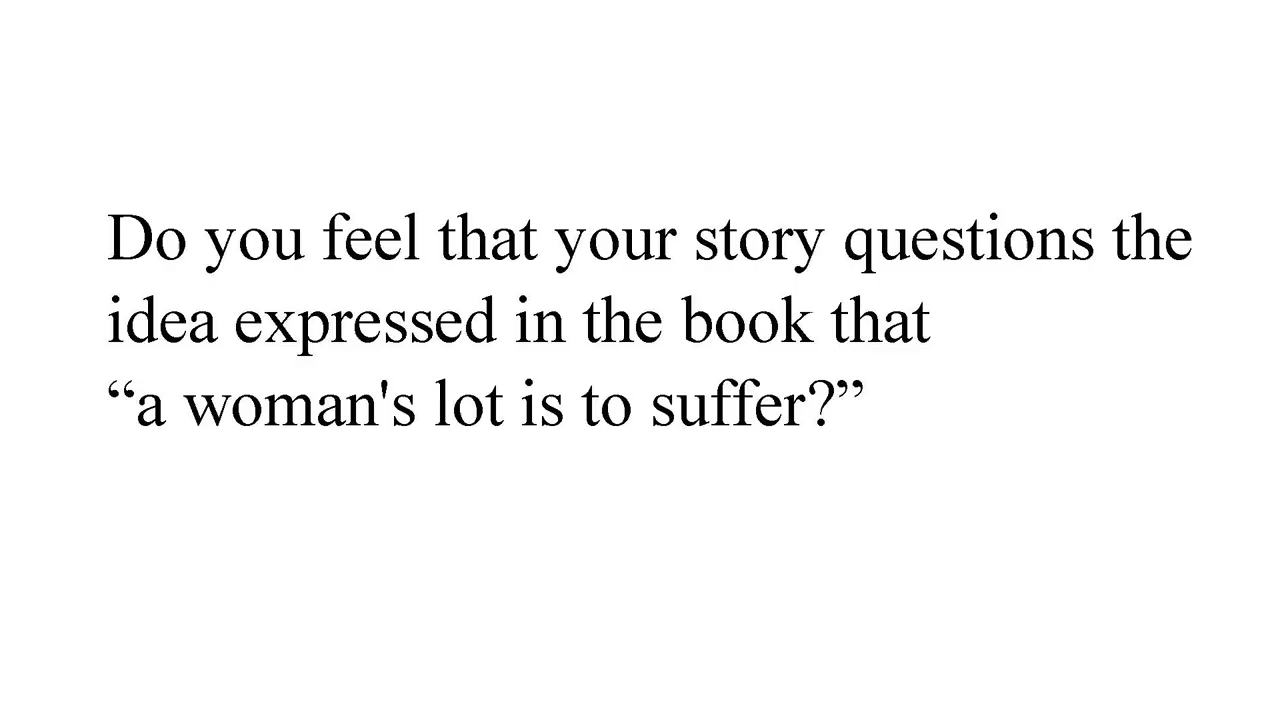 Do you feel that your story questions the
idea expressed in the book that
“a woman's lot is to suffer?”